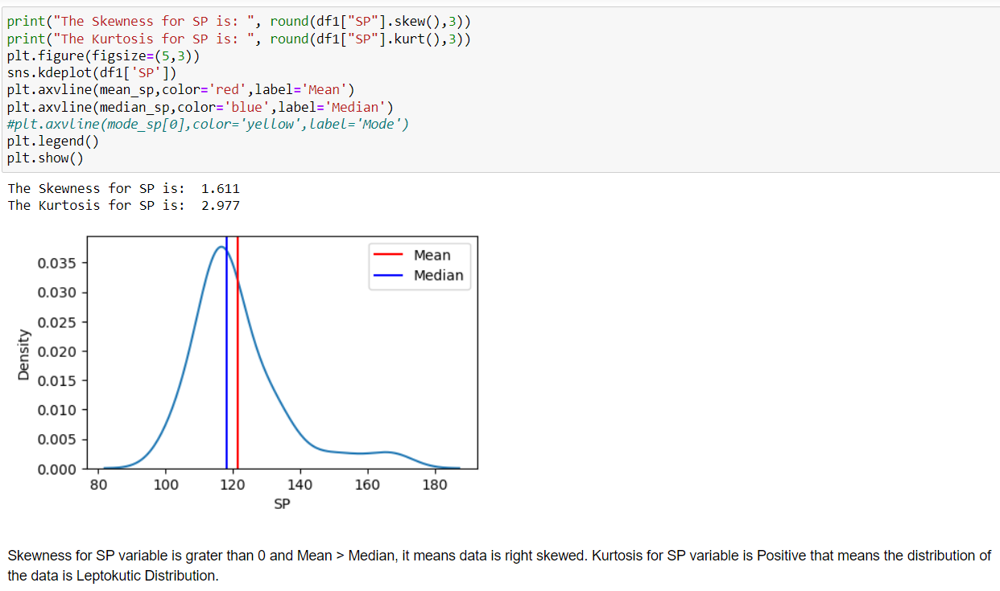 print("The Skewness for SP is: ", round(df1["SP"].skew(),3))
print("The Kurtosis for SP is: ", round(df1["SP"].kurt(),3))
plt.figure(figsize=(5,3))
sns.kdeplot(df1['SP'])
plt.axvline(mean_sp,color='red',label='Mean')
plt.axvline(median_sp,color='blue',label='Median')
#plt.axvline(mode_sp[0],color='yellow',label='Mode')
plt.legend()
plt.show()
The Skewness for SP is:  1.611
The Kurtosis for SP is:  2.977
Mean
Median
0.035
0.030
0.025
0.020
0.015
0.010
0.005
0.000
Density
80 100 120 140 160 180
SP
Skewness for SP variable is grater than 0 and Mean > Median, it means data is right skewed. Kurtosis for SP variable is Positive that means the distribution of
the data is Leptokutic Distribution.